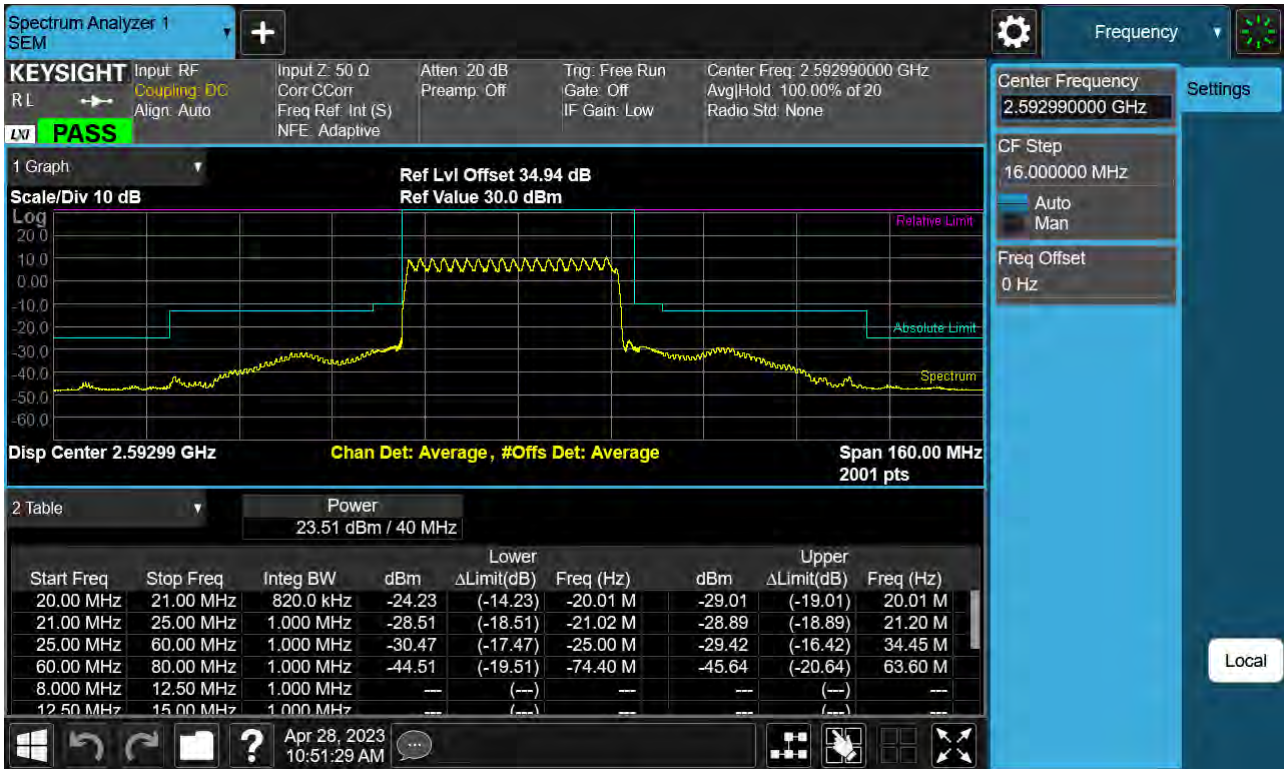 Spectrum Analyzer 1
SEM
+
Frequency
KEYSIGHT
R L
LXI
PASS
Input: RF
Coupling: DC
Align: Auto
Input Z: 50 Ω
Corr CCorr
Freq Ref: Int (S)
NFE: Adaptive
Atten: 20 dB
Preamp: Off
Trig: Free Run
Gate: Off
IF Gain: Low
Center Freq: 2.592990000 GHz
Avg|Hold: 100.00% of 20
Radio Std: None
Center Frequency
2.592990000 GHz
Settings
CF Step
16.000000 MHz
Auto
Man
Freq Offset
0 Hz
Local
1 Graph
Scale/Div 10 dB
Ref Lvl Offset 34.94 dB
Ref Value 30.0 dBm
Log
20.0
10.0
0.00
-10.0
-20.0
-30.0
-40.0
-50.0
-60.0
Relative Limit
Absolute Limit
Spectrum
Disp Center 2.59299 GHz
Chan Det: Average, #Offs Det: Average
Span 160.00 MHz
2001 pts
2 Table
Power
23.51 dBm / 40 MHz
Lower Upper
Start Freq Stop Freq Integ BW dBm ΔLimit(dB) Freq (Hz) dBm ΔLimit(dB) Freq (Hz)
20.00 MHz 21.00 MHz 820.0 kHz -24.23 (-14.23) -20.01 M -29.01 (-19.01) 20.01 M
21.00 MHz 25.00 MHz 1.000 MHz -28.51 (-18.51) -21.02 M -28.89 (-18.89) 21.20 M
25.00 MHz 60.00 MHz 1.000 MHz -30.47 (-17.47) -25.00 M -29.42 (-16.42) 34.45 M
60.00 MHz 80.00 MHz 1.000 MHz -44.51 (-19.51) -74.40 M -45.64 (-20.64) 63.60 M
8.000 MHz 12.50 MHz 1.000 MHz --- (---) --- --- (---) ---
12.50 MHz 15.00 MHz 1.000 MHz --- (---) --- --- (---) ---
?
Apr 28, 2023
10:51:29 AM